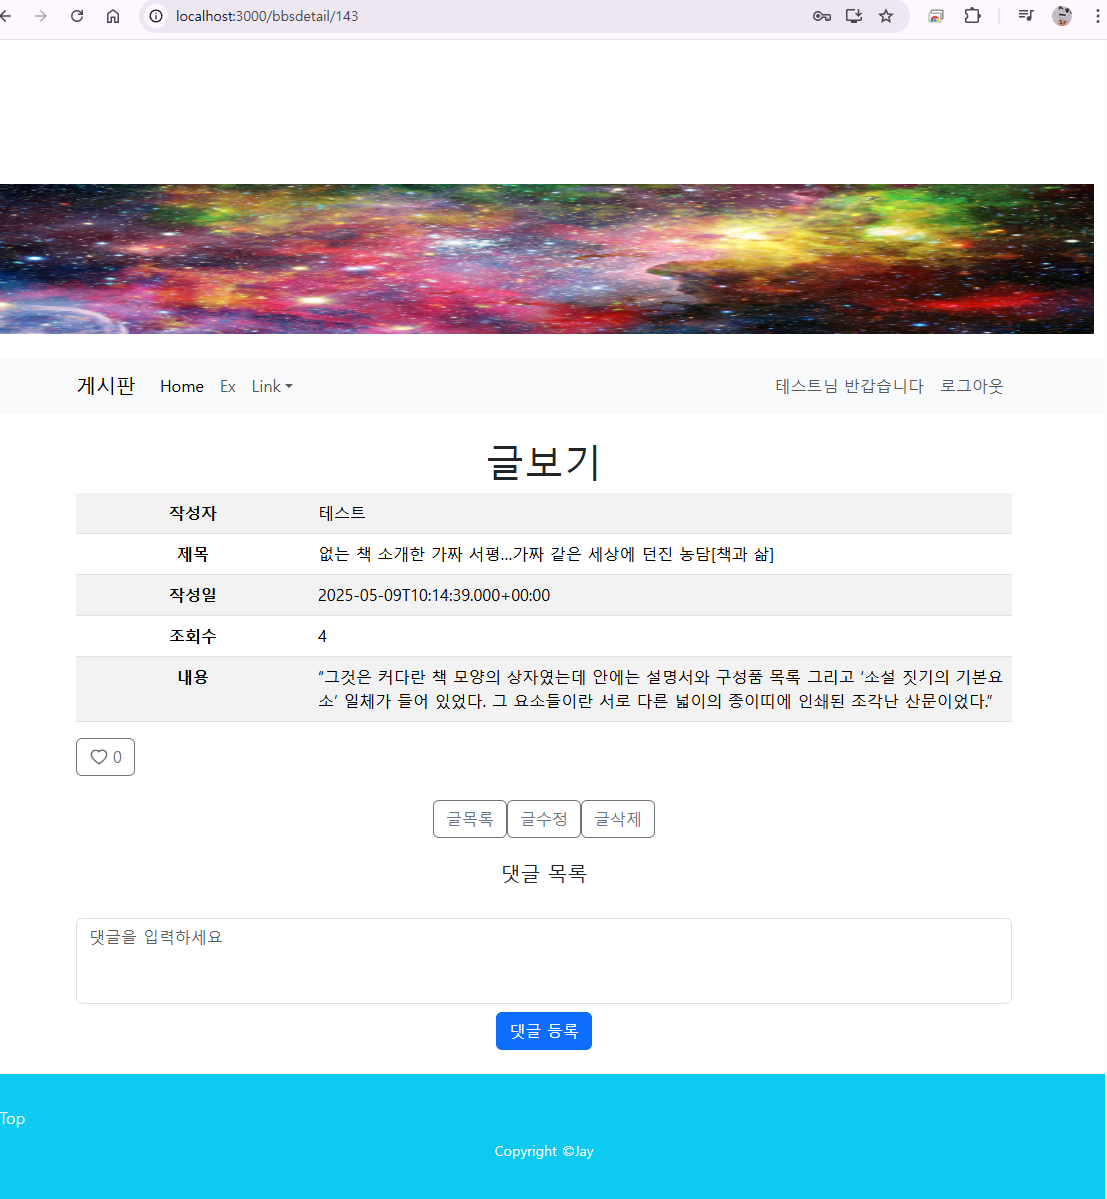 localhost:3000/bbsdetail/143
게시판 Home Ex Link 테스트님 반갑습니다 로그아웃
글보기
작성자 테스트
제목 없는 책 소개한 가짜 서평…가짜 같은 세상에 던진 농담[책과 삶]
작성일 2025-05-09T10:14:39.000+00:00
조회수 4
내용 “그것은 커다란 책 모양의 상자였는데 안에는 설명서와 구성품 목록 그리고 ‘소설 짓기의 기본요
소’ 일체가 들어 있었다. 그 요소들이란 서로 다른 넓이의 종이띠에 인쇄된 조각난 산문이었다.”
0
글목록 글수정 글삭제
댓글 목록
댓글을 입력하세요
댓글 등록
Top
Copyright ©Jay